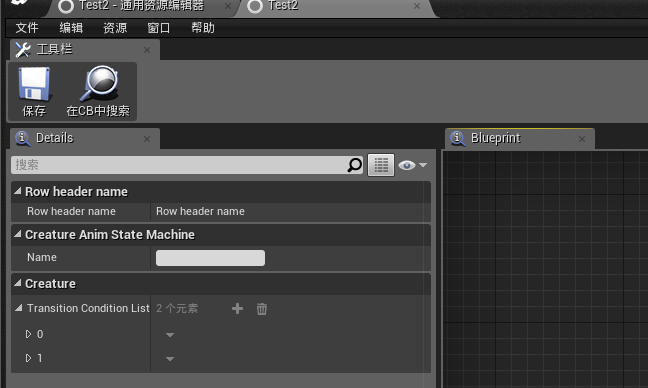 Test2 - 通用资源编辑器
Test2
文件 编辑 资源 窗口 帮助
工具栏
保存 在CB中搜索
Details
Blueprint
搜索
Row header name
Row header name Row header name
Creature Anim State Machine
Name
Creature
Transition Condition List 2 个元素
0
1